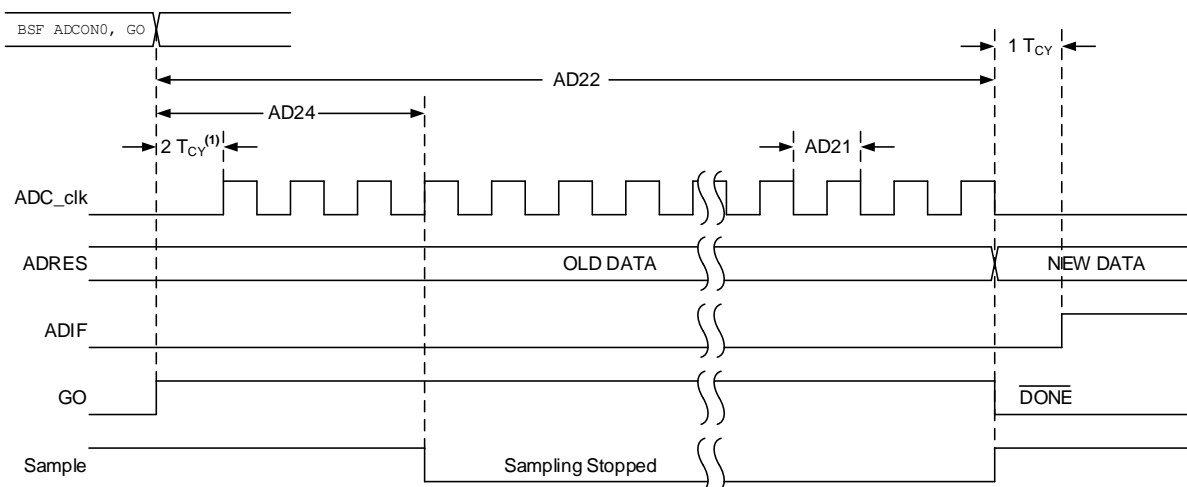 BSF ADCON0, GO
1 TCY
AD22
AD24
2 TCY(1)
AD21
ADC_clk
ADRES
OLD DATA
NEW DATA
ADIF
GO
DONE
Sample
Sampling Stopped